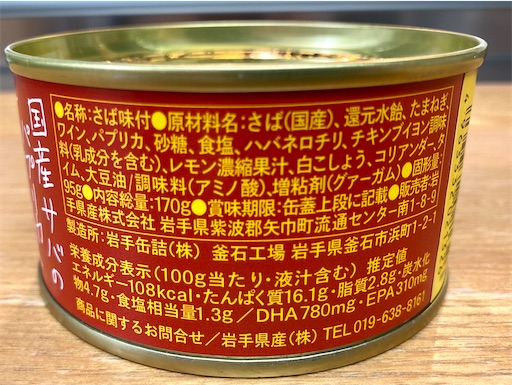 国産サバの
●名称:さば味付●原材料名:さば(国産)、還元水飴、たまねぎ、
ワイン、パプリカ、砂糖、食塩、ハバネロチリ、チキンブイヨン調味
料(乳成分を含む)、レモン濃縮果汁、白こしょう、コリアンダー、タ
イム、大豆油/調味料(アミノ酸)、増粘剤(グアーガム)●固形量:
95g●内容総量:170g●賞味期限:缶蓋上段に記載●販売者:岩
手県産株式会社 岩手県紫波郡矢巾町流通センター南1-8-9
製造所:岩手缶詰(株) 釜石工場 岩手県釜石市浜町1-2-1
栄養成分表示(100g当たり・液汁含む) 推定値
エネルギー108kcal・たんぱく質16.1g・脂質2.8g・炭水化
物4.7g・食塩相当量1.3g/DHA780mg・EPA310mg
商品に関するお問合せ/岩手県産(株) TEL 019-638-8161